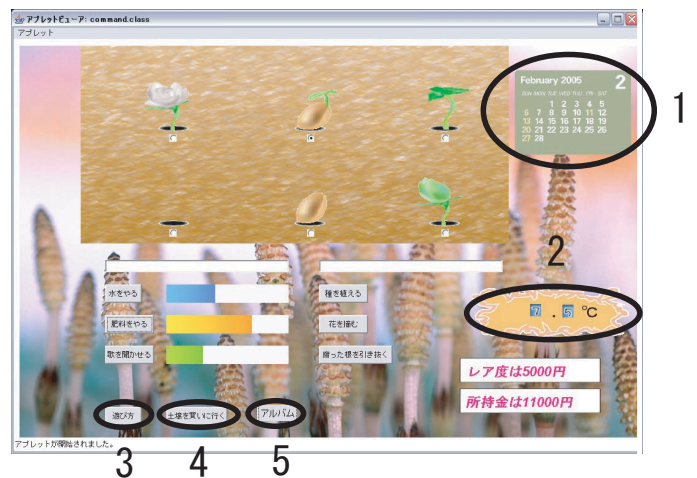 アプレットビューア: command.class
アプレット
February 2005 2
SUN MON TUE WED THU FRI SAT
1 2 3 4 5
6 7 8 9 10 11 12
13 14 15 16 17 18 19
20 21 22 23 24 25 26
27 28
1
2
水をやる
種を植える
7 . 5 ℃
肥料をやる
花を摘む
歌を聞かせる
腐った根を引き抜く
レア度は5000円
所持金は11000円
遊び方
土壌を買いに行く
アルバム
アプレットが開始されました。
3
4
5